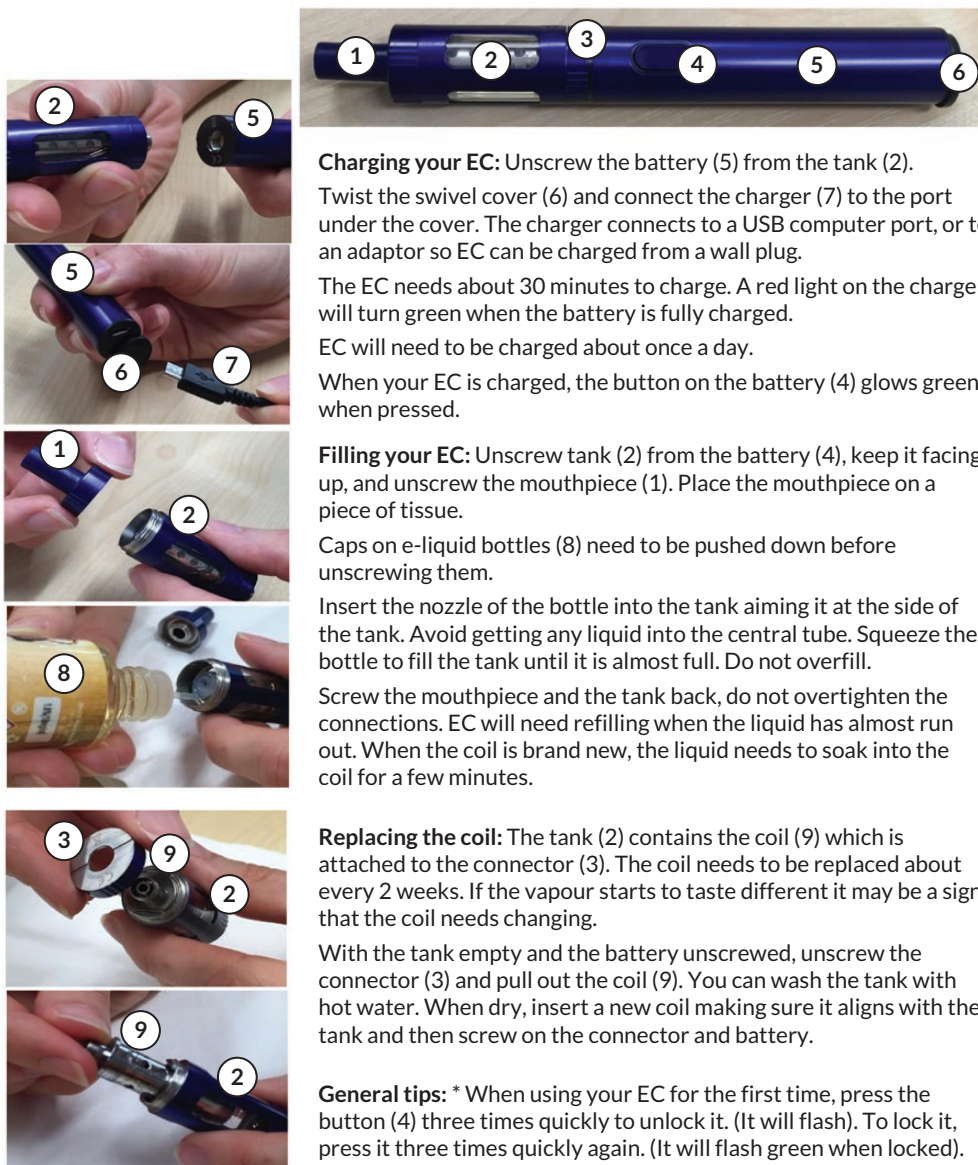 1
2
3
4
5
6
2
5
Charging your EC: Unscrew the battery (5) from the tank (2).
Twist the swivel cover (6) and connect the charger (7) to the port
under the cover. The charger connects to a USB computer port, or t
an adaptor so EC can be charged from a wall plug.
5
6
7
The EC needs about 30 minutes to charge. A red light on the charge
will turn green when the battery is fully charged.
EC will need to be charged about once a day.
When your EC is charged, the button on the battery (4) glows green
when pressed.
1
2
Filling your EC: Unscrew tank (2) from the battery (4), keep it facing
up, and unscrew the mouthpiece (1). Place the mouthpiece on a
piece of tissue.
Caps on e-liquid bottles (8) need to be pushed down before
unscrewing them.
8
Insert the nozzle of the bottle into the tank aiming it at the side of
the tank. Avoid getting any liquid into the central tube. Squeeze the
bottle to fill the tank until it is almost full. Do not overfill.
Screw the mouthpiece and the tank back, do not overtighten the
connections. EC will need refilling when the liquid has almost run
out. When the coil is brand new, the liquid needs to soak into the
coil for a few minutes.
3
9
2
Replacing the coil: The tank (2) contains the coil (9) which is
attached to the connector (3). The coil needs to be replaced about
every 2 weeks. If the vapour starts to taste different it may be a sign
that the coil needs changing.
With the tank empty and the battery unscrewed, unscrew the
connector (3) and pull out the coil (9). You can wash the tank with
hot water. When dry, insert a new coil making sure it aligns with the
tank and then screw on the connector and battery.
9
2
General tips: * When using your EC for the first time, press the
button (4) three times quickly to unlock it. (It will flash). To lock it,
press it three times quickly again. (It will flash green when locked).